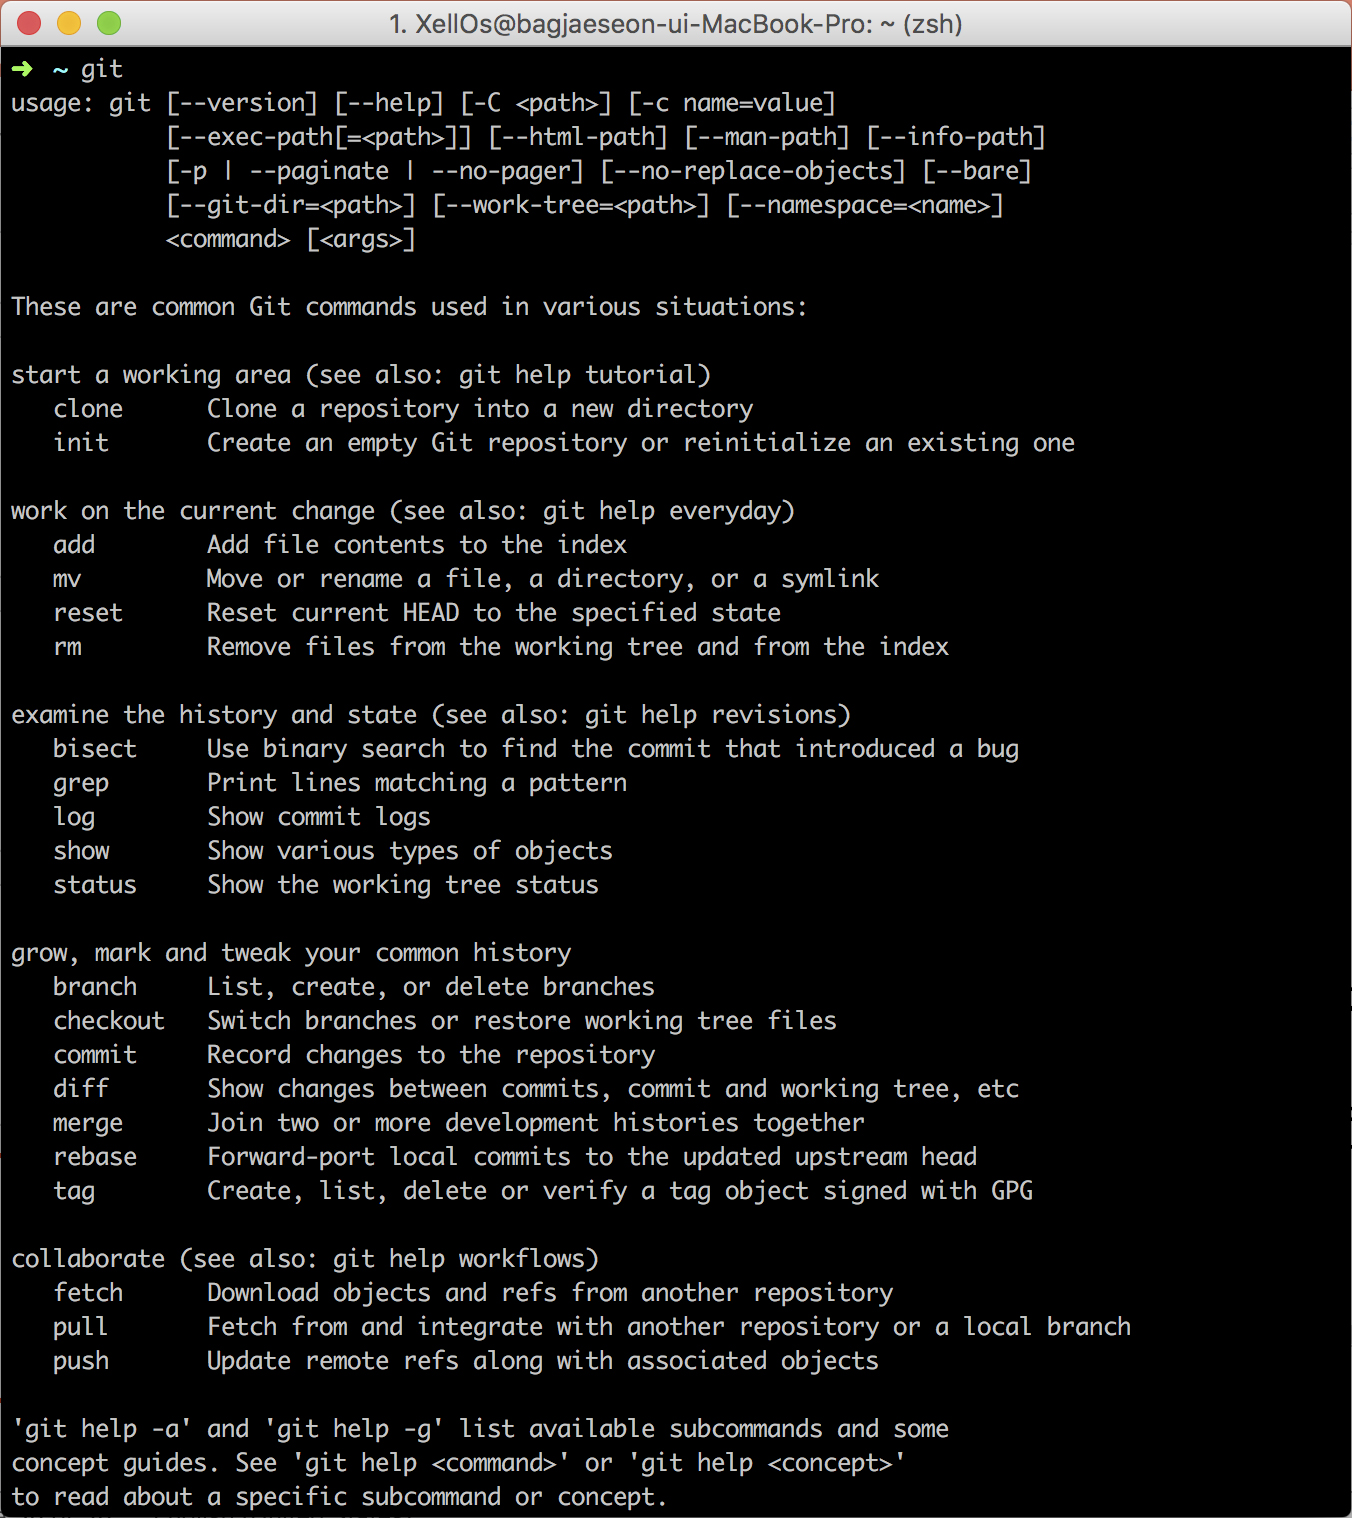 1. XellOs@bagjaeseon-ui-MacBook-Pro: ~ (zsh)
➜  ~ git
usage: git [--version] [--help] [-C <path>] [-c name=value]
           [--exec-path[=<path>]] [--html-path] [--man-path] [--info-path]
           [-p | --paginate | --no-pager] [--no-replace-objects] [--bare]
           [--git-dir=<path>] [--work-tree=<path>] [--namespace=<name>]
           <command> [<args>]

These are common Git commands used in various situations:

start a working area (see also: git help tutorial)
   clone      Clone a repository into a new directory
   init       Create an empty Git repository or reinitialize an existing one

work on the current change (see also: git help everyday)
   add        Add file contents to the index
   mv         Move or rename a file, a directory, or a symlink
   reset      Reset current HEAD to the specified state
   rm         Remove files from the working tree and from the index

examine the history and state (see also: git help revisions)
   bisect     Use binary search to find the commit that introduced a bug
   grep       Print lines matching a pattern
   log        Show commit logs
   show       Show various types of objects
   status     Show the working tree status

grow, mark and tweak your common history
   branch     List, create, or delete branches
   checkout   Switch branches or restore working tree files
   commit     Record changes to the repository
   diff       Show changes between commits, commit and working tree, etc
   merge      Join two or more development histories together
   rebase     Forward-port local commits to the updated upstream head
   tag        Create, list, delete or verify a tag object signed with GPG

collaborate (see also: git help workflows)
   fetch      Download objects and refs from another repository
   pull       Fetch from and integrate with another repository or a local branch
   push       Update remote refs along with associated objects

'git help -a' and 'git help -g' list available subcommands and some
concept guides. See 'git help <command>' or 'git help <concept>'
to read about a specific subcommand or concept.